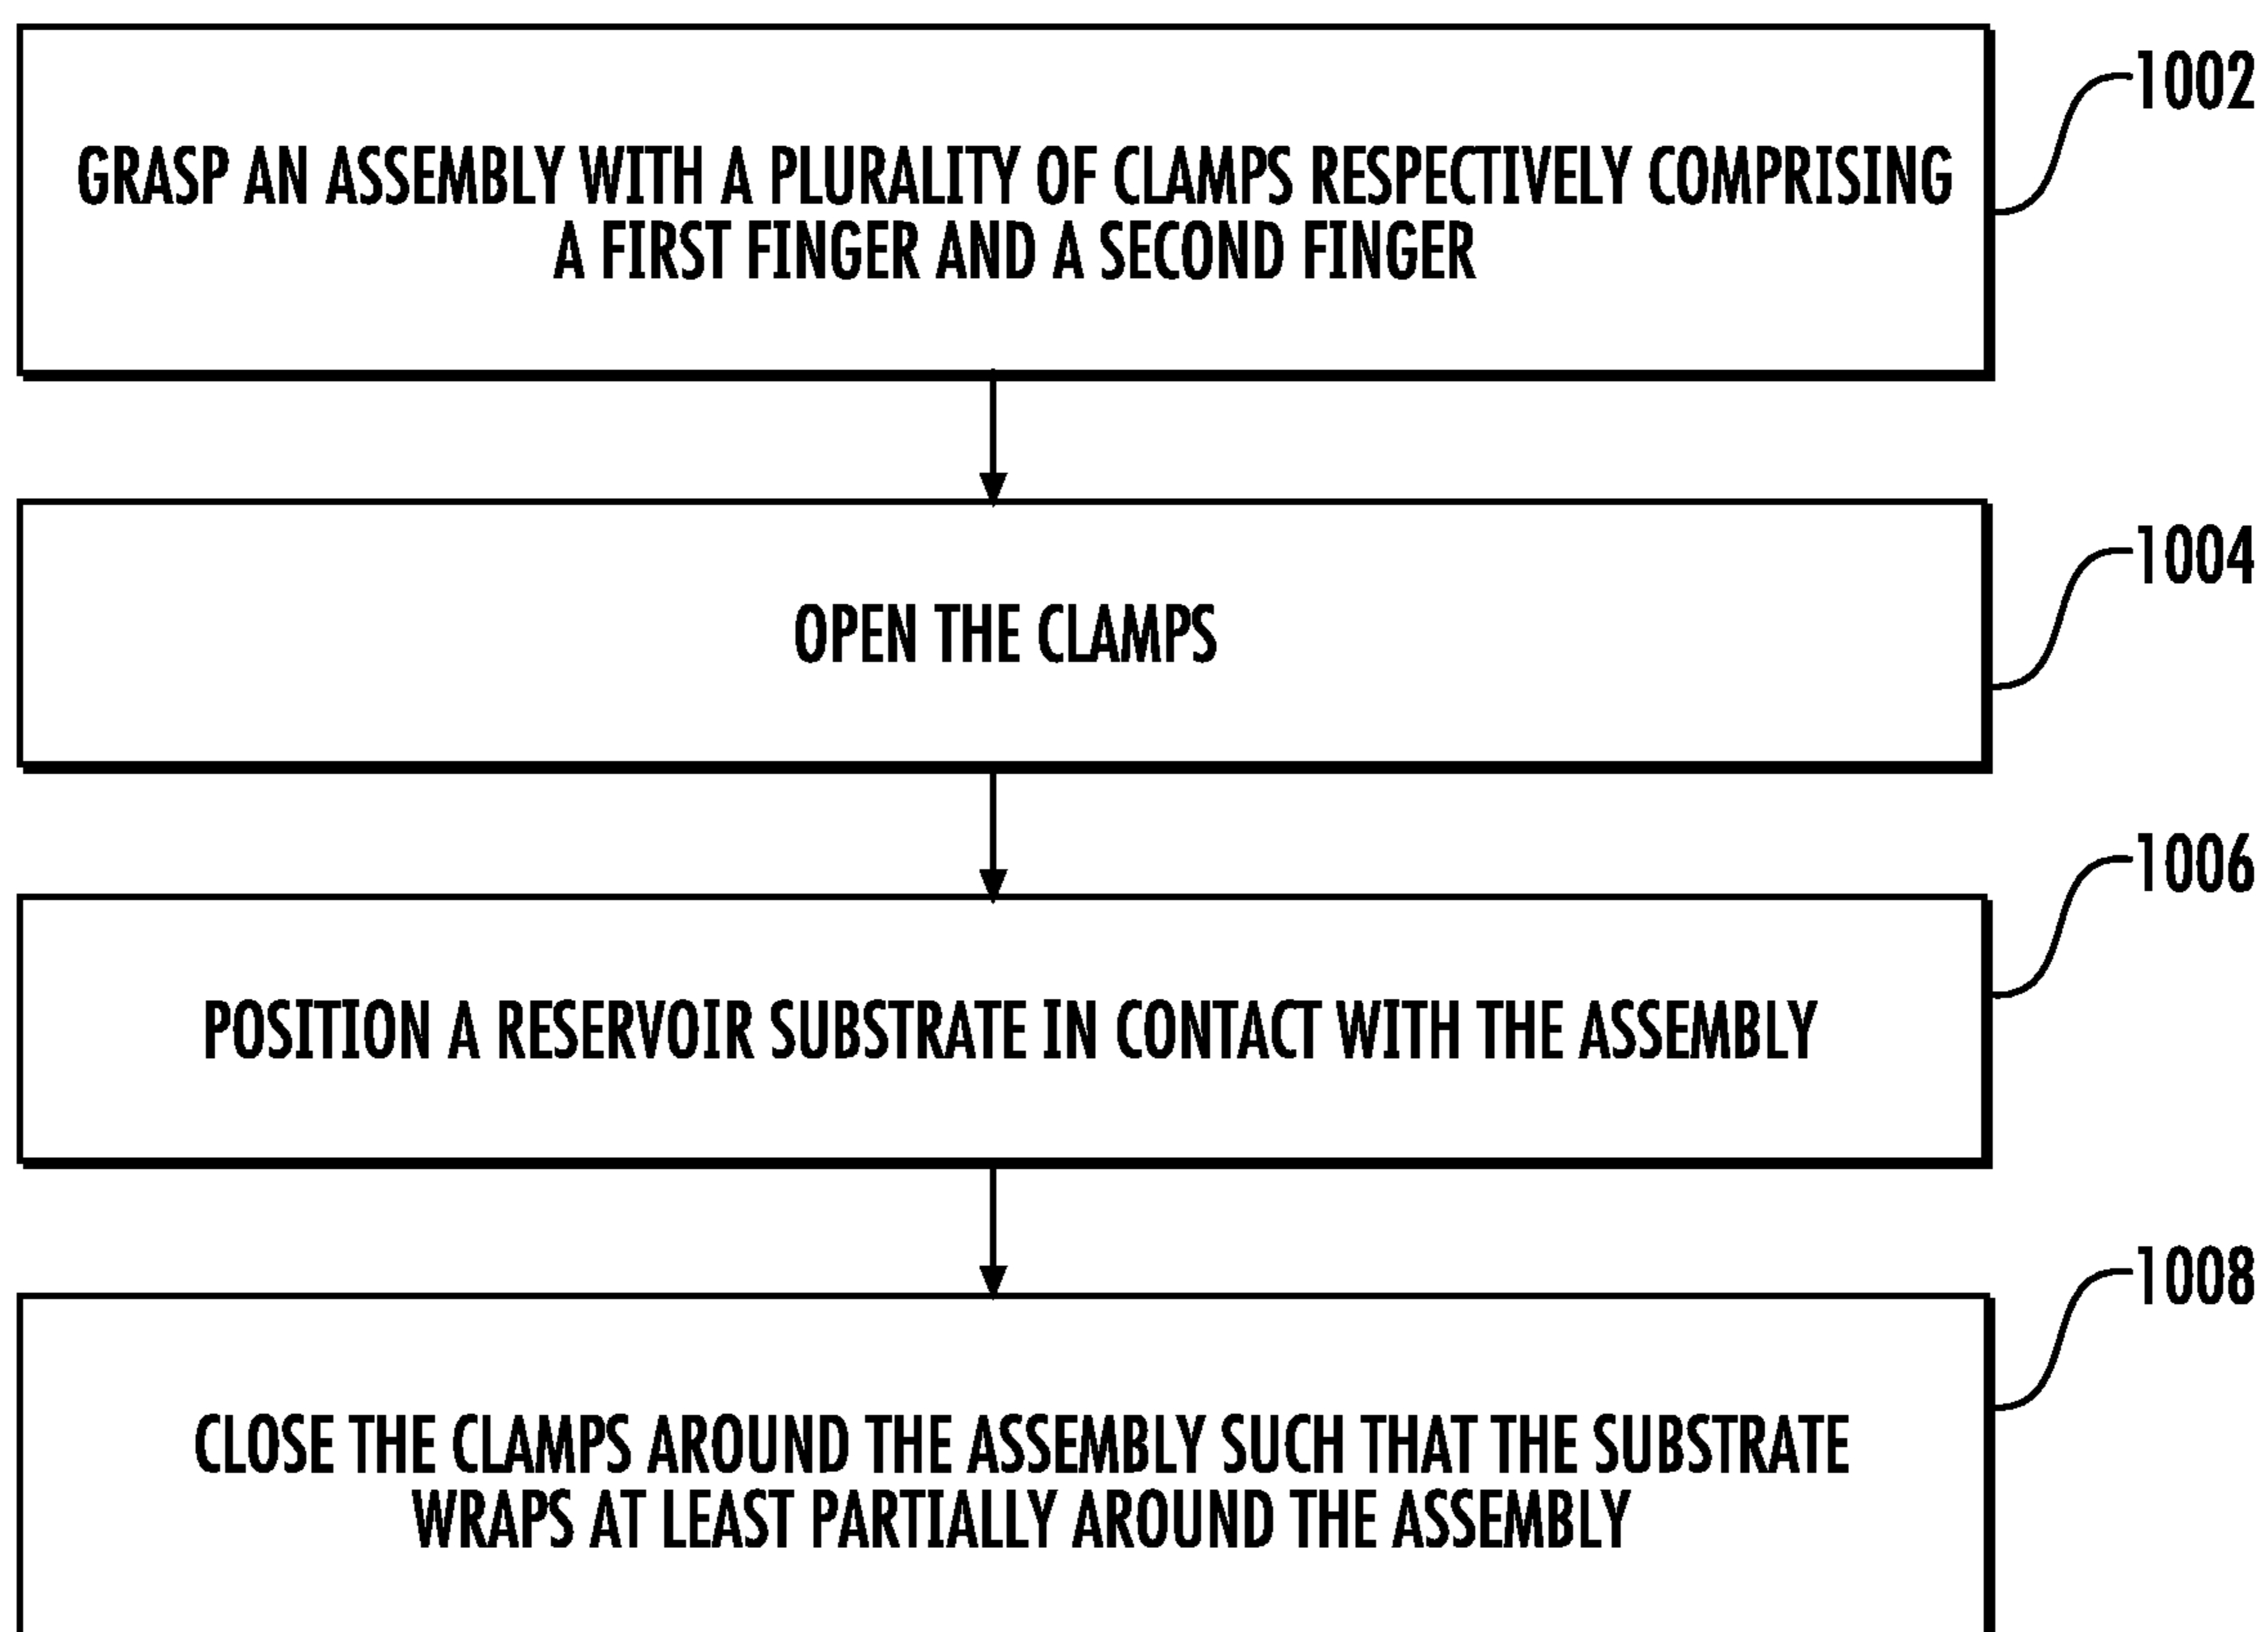 1002
GRASP AN ASSEMBLY WITH A PLURALITY OF CLAMPS RESPECTIVELY COMPRISING
A FIRST FINGER AND A SECOND FINGER
1004
OPEN THE CLAMPS
1006
POSITION A RESERVOIR SUBSTRATE IN CONTACT WITH THE ASSEMBLY
1008
CLOSE THE CLAMPS AROUND THE ASSEMBLY SUCH THAT THE SUBSTRATE
WRAPS AT LEAST PARTIALLY AROUND THE ASSEMBLY